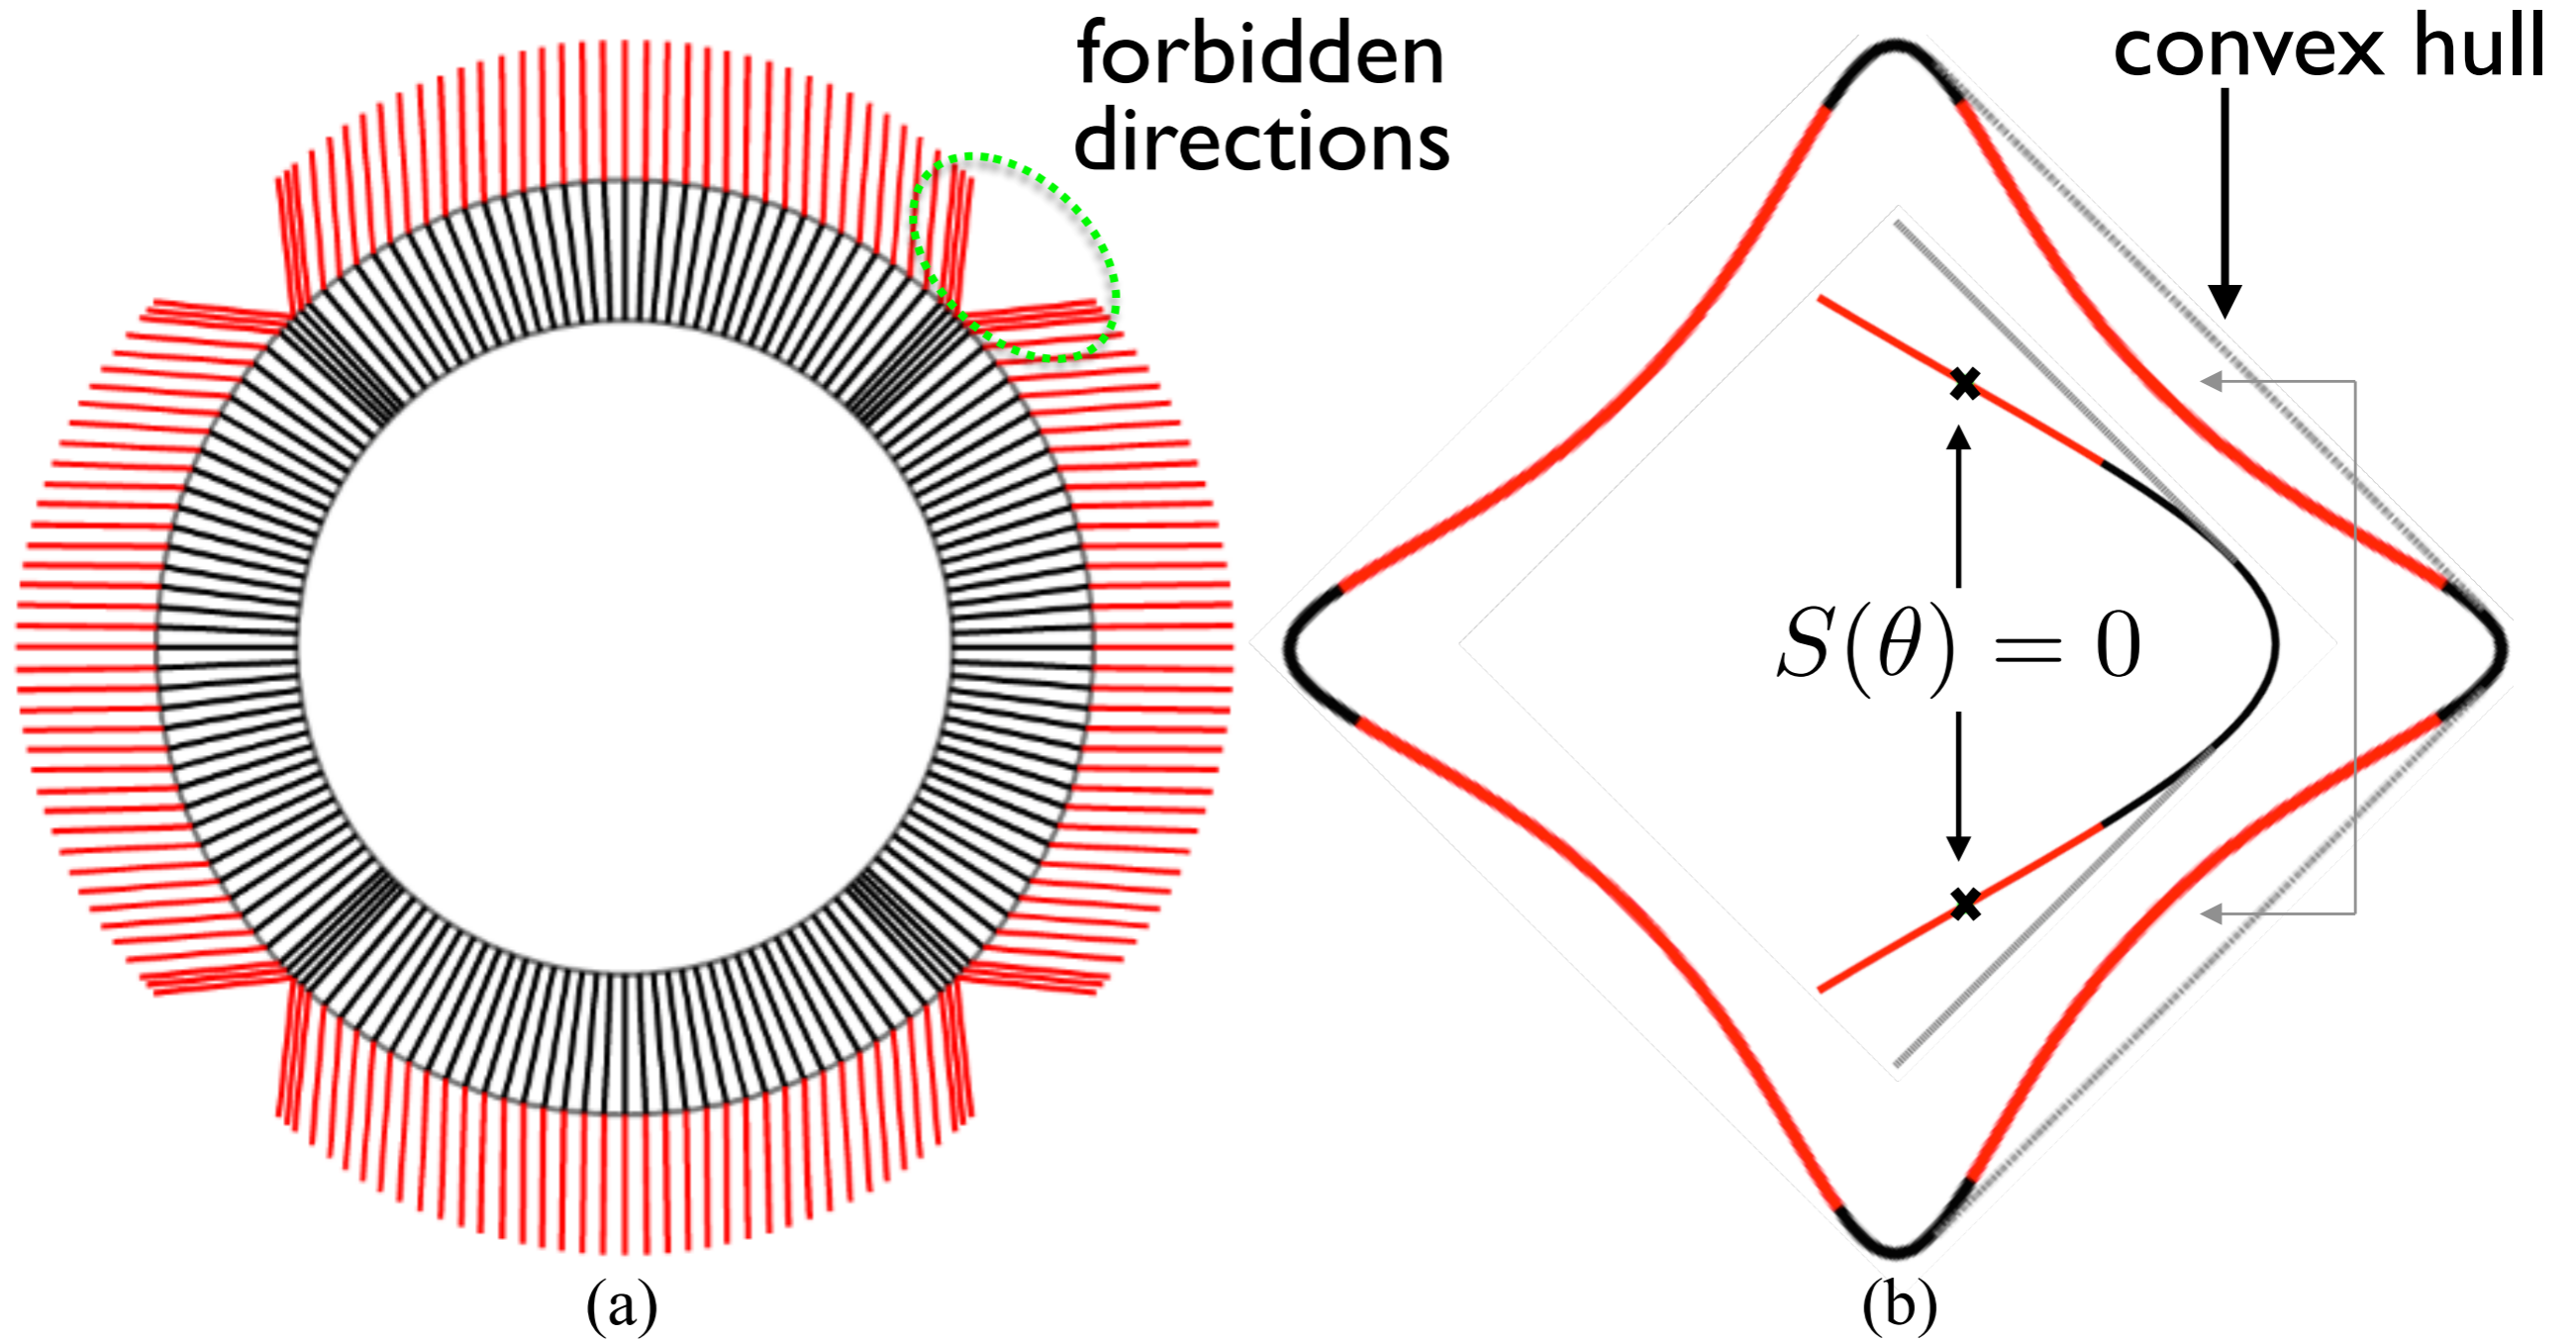 forbidden
directions
convex hull
S(θ) = 0
(a)
(b)